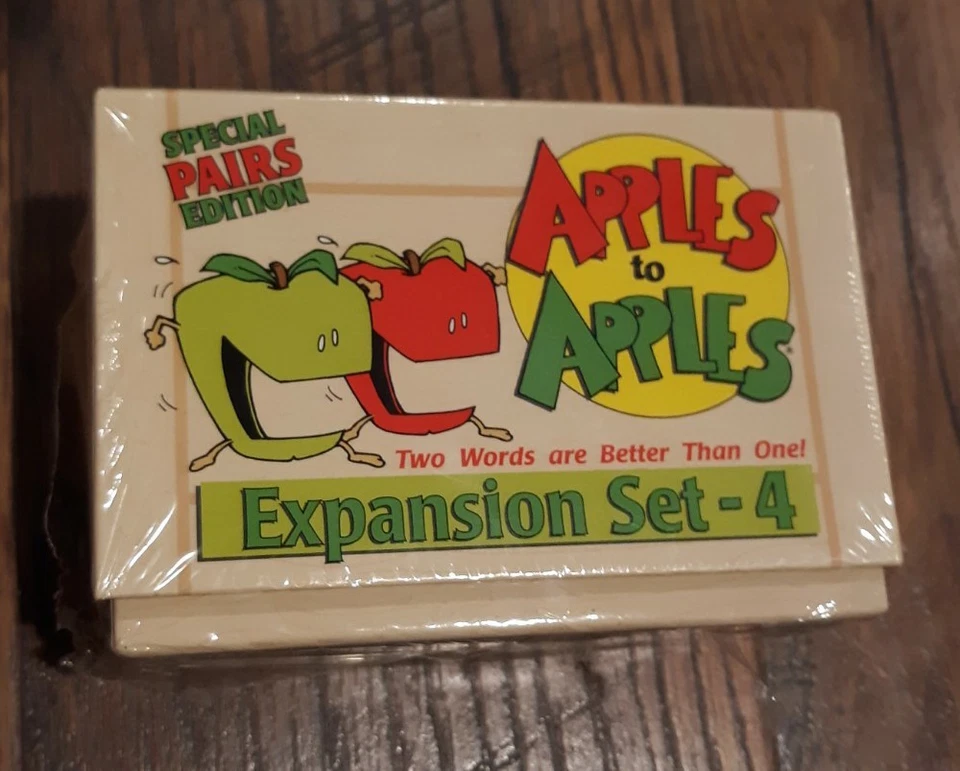 SPECIAL
PAIRS
EDITION
APPLES
to
APPLES
Two Words are Better Than One!
Expansion Set - 4